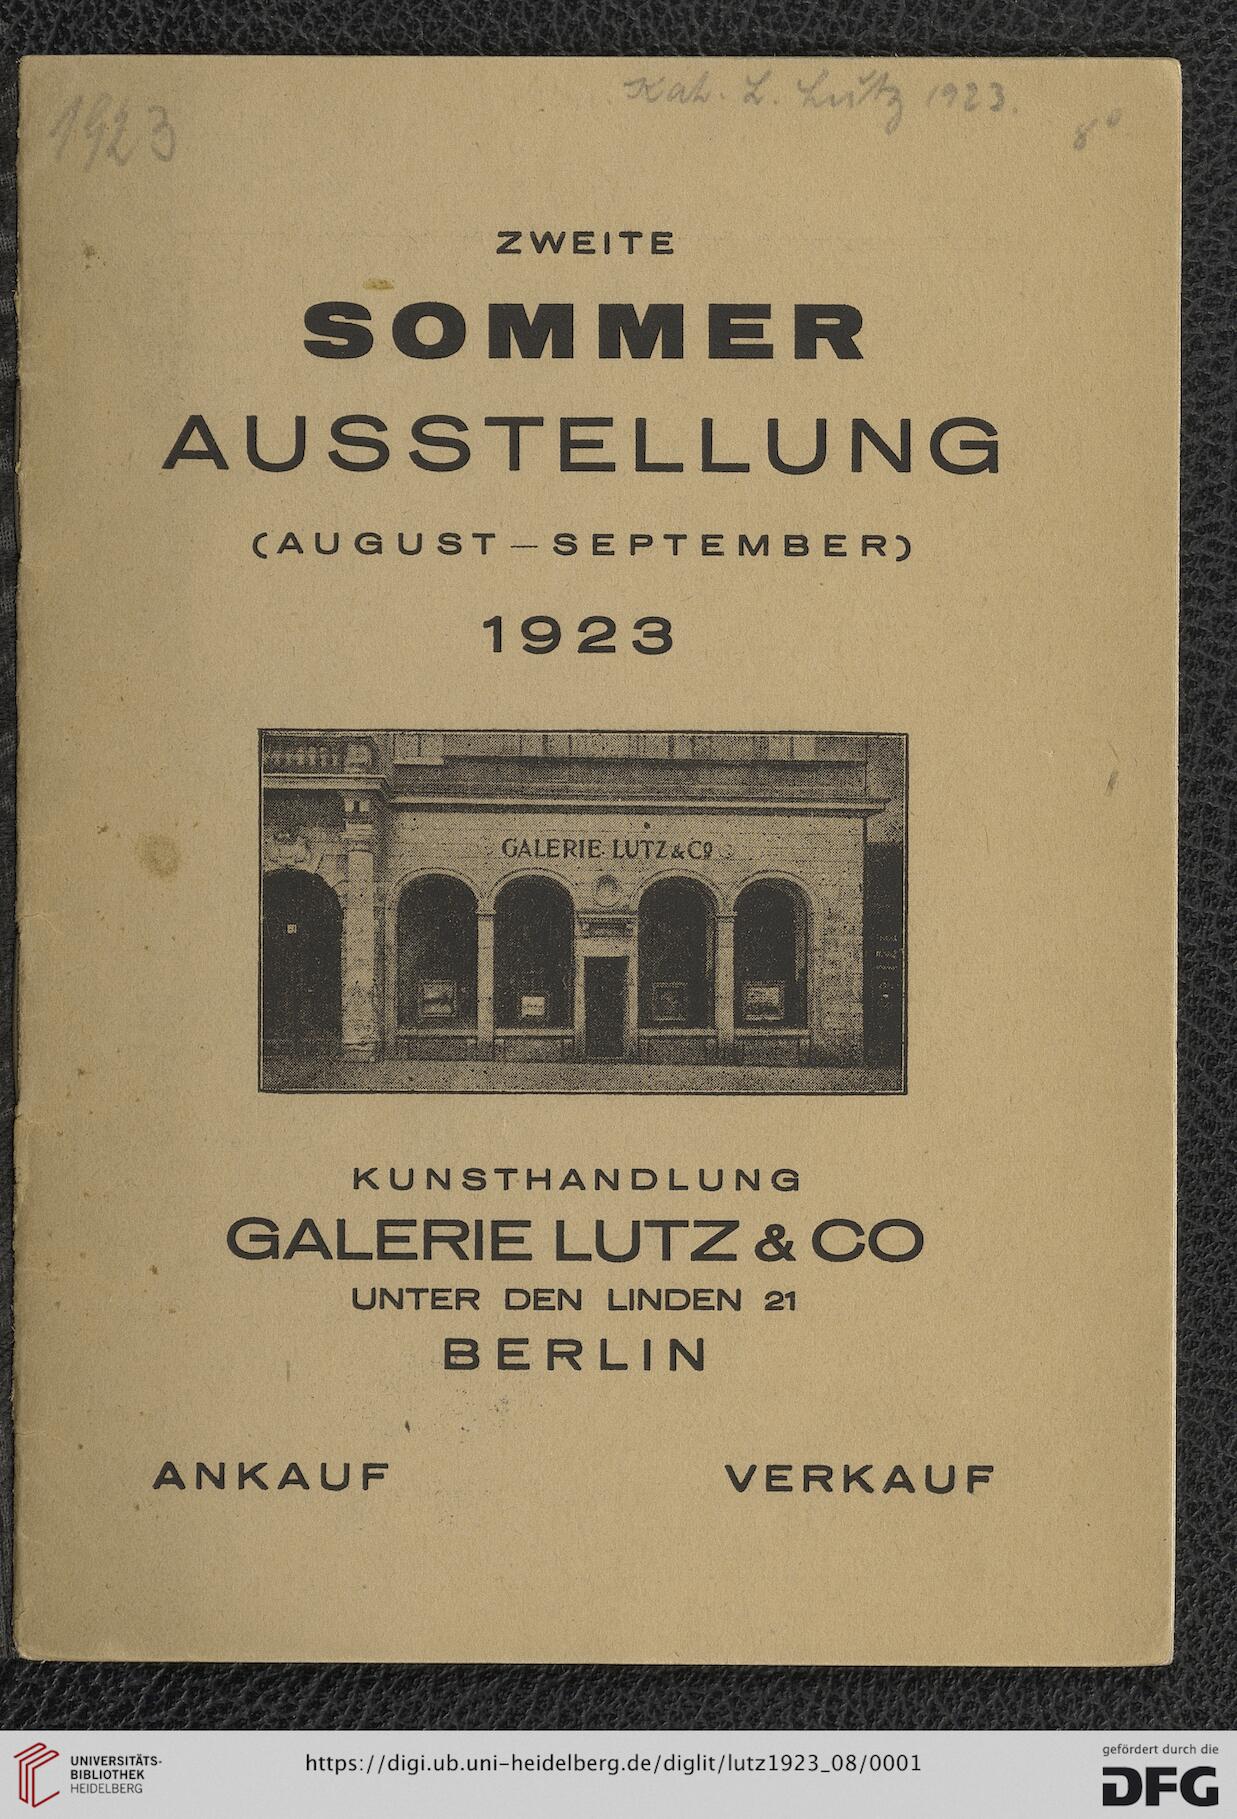 1923
Kat. L. Lutz 1923.
8°
ZWEITE
SOMMER
AUSSTELLUNG
(AUGUST — SEPTEMBER)
1923
GALERIE LUTZ & Co
KUNSTHANDLUNG
GALERIE LUTZ & CO
UNTER DEN LINDEN 21
BERLIN
ANKAUF VERKAUF
UNIVERSITÄTS-
BIBLIOTHEK
HEIDELBERG
https://digi.ub.uni-heidelberg.de/diglit/lutz1923_08/0001
gefördert durch die
DFG